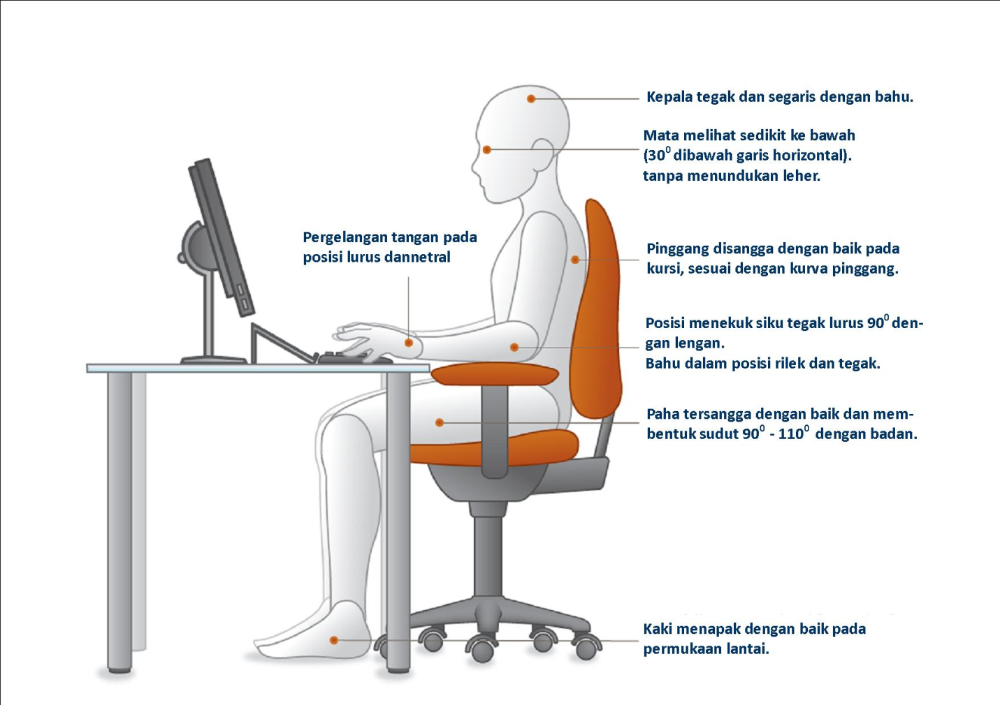 Kepala tegak dan segaris dengan bahu.
Mata melihat sedikit ke bawah
(30⁰ dibawah garis horizontal).
tanpa menundukan leher.
Pergelangan tangan pada
posisi lurus dannetral
Pinggang disangga dengan baik pada
kursi, sesuai dengan kurva pinggang.
Posisi menekuk siku tegak lurus 90⁰ den-
gan lengan.
Bahu dalam posisi rilek dan tegak.
Paha tersangga dengan baik dan mem-
bentuk sudut 90⁰ - 110⁰ dengan badan.
Kaki menapak dengan baik pada
permukaan lantai.